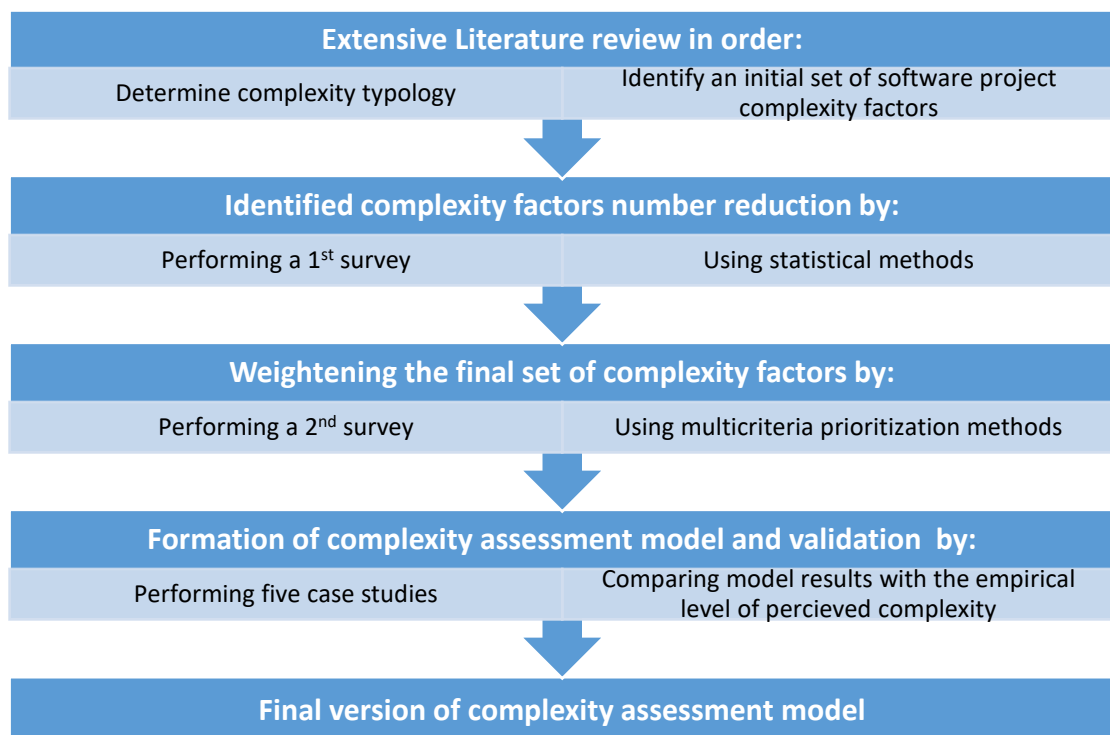 Extensive Literature review in order:
Determine complexity typology
Identify an initial set of software project
complexity factors
Identified complexity factors number reduction by:
Performing a 1st survey
Using statistical methods
Weightening the final set of complexity factors by:
Performing a 2nd survey
Using multicriteria prioritization methods
Formation of complexity assessment model and validation by:
Performing five case studies
Comparing model results with the empirical
level of percieved complexity
Final version of complexity assessment model